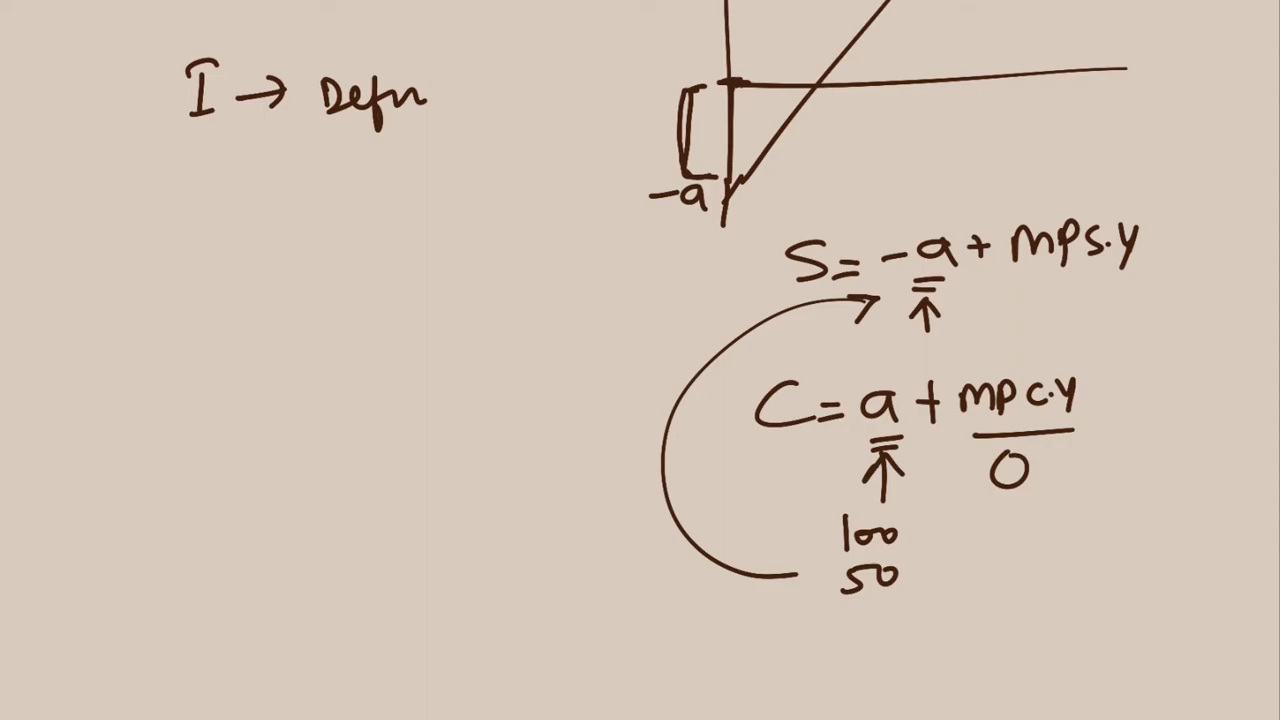 I → Defn
-a
S = -a + mps.y
C = a + mpc.y
0
100
50